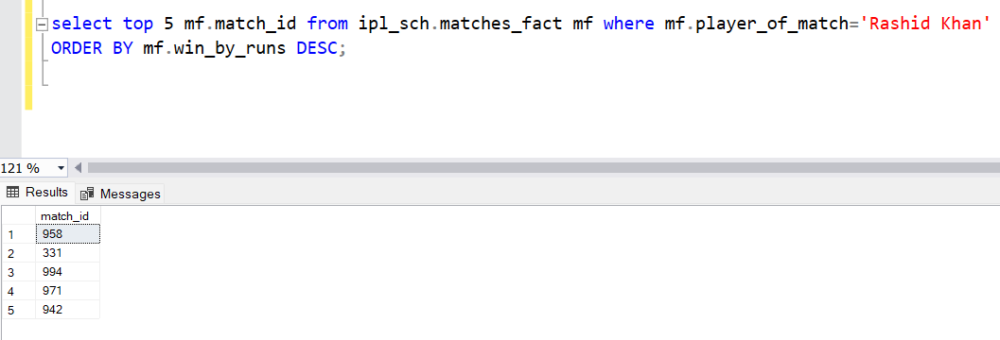 select top 5 mf.match_id from ipl_sch.matches_fact mf where mf.player_of_match='Rashid Khan'
ORDER BY mf.win_by_runs DESC;
121 %
Results Messages
match_id
1 958
2 331
3 994
4 971
5 942